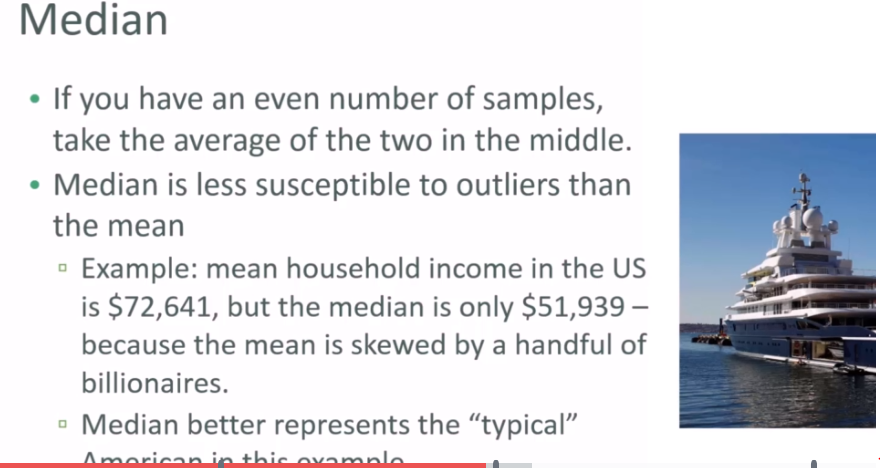 Median
• If you have an even number of samples,
take the average of the two in the middle.
• Median is less susceptible to outliers than
the mean
▫ Example: mean household income in the US
is $72,641, but the median is only $51,939 –
because the mean is skewed by a handful of
billionaires.
▫ Median better represents the “typical”
American in this example